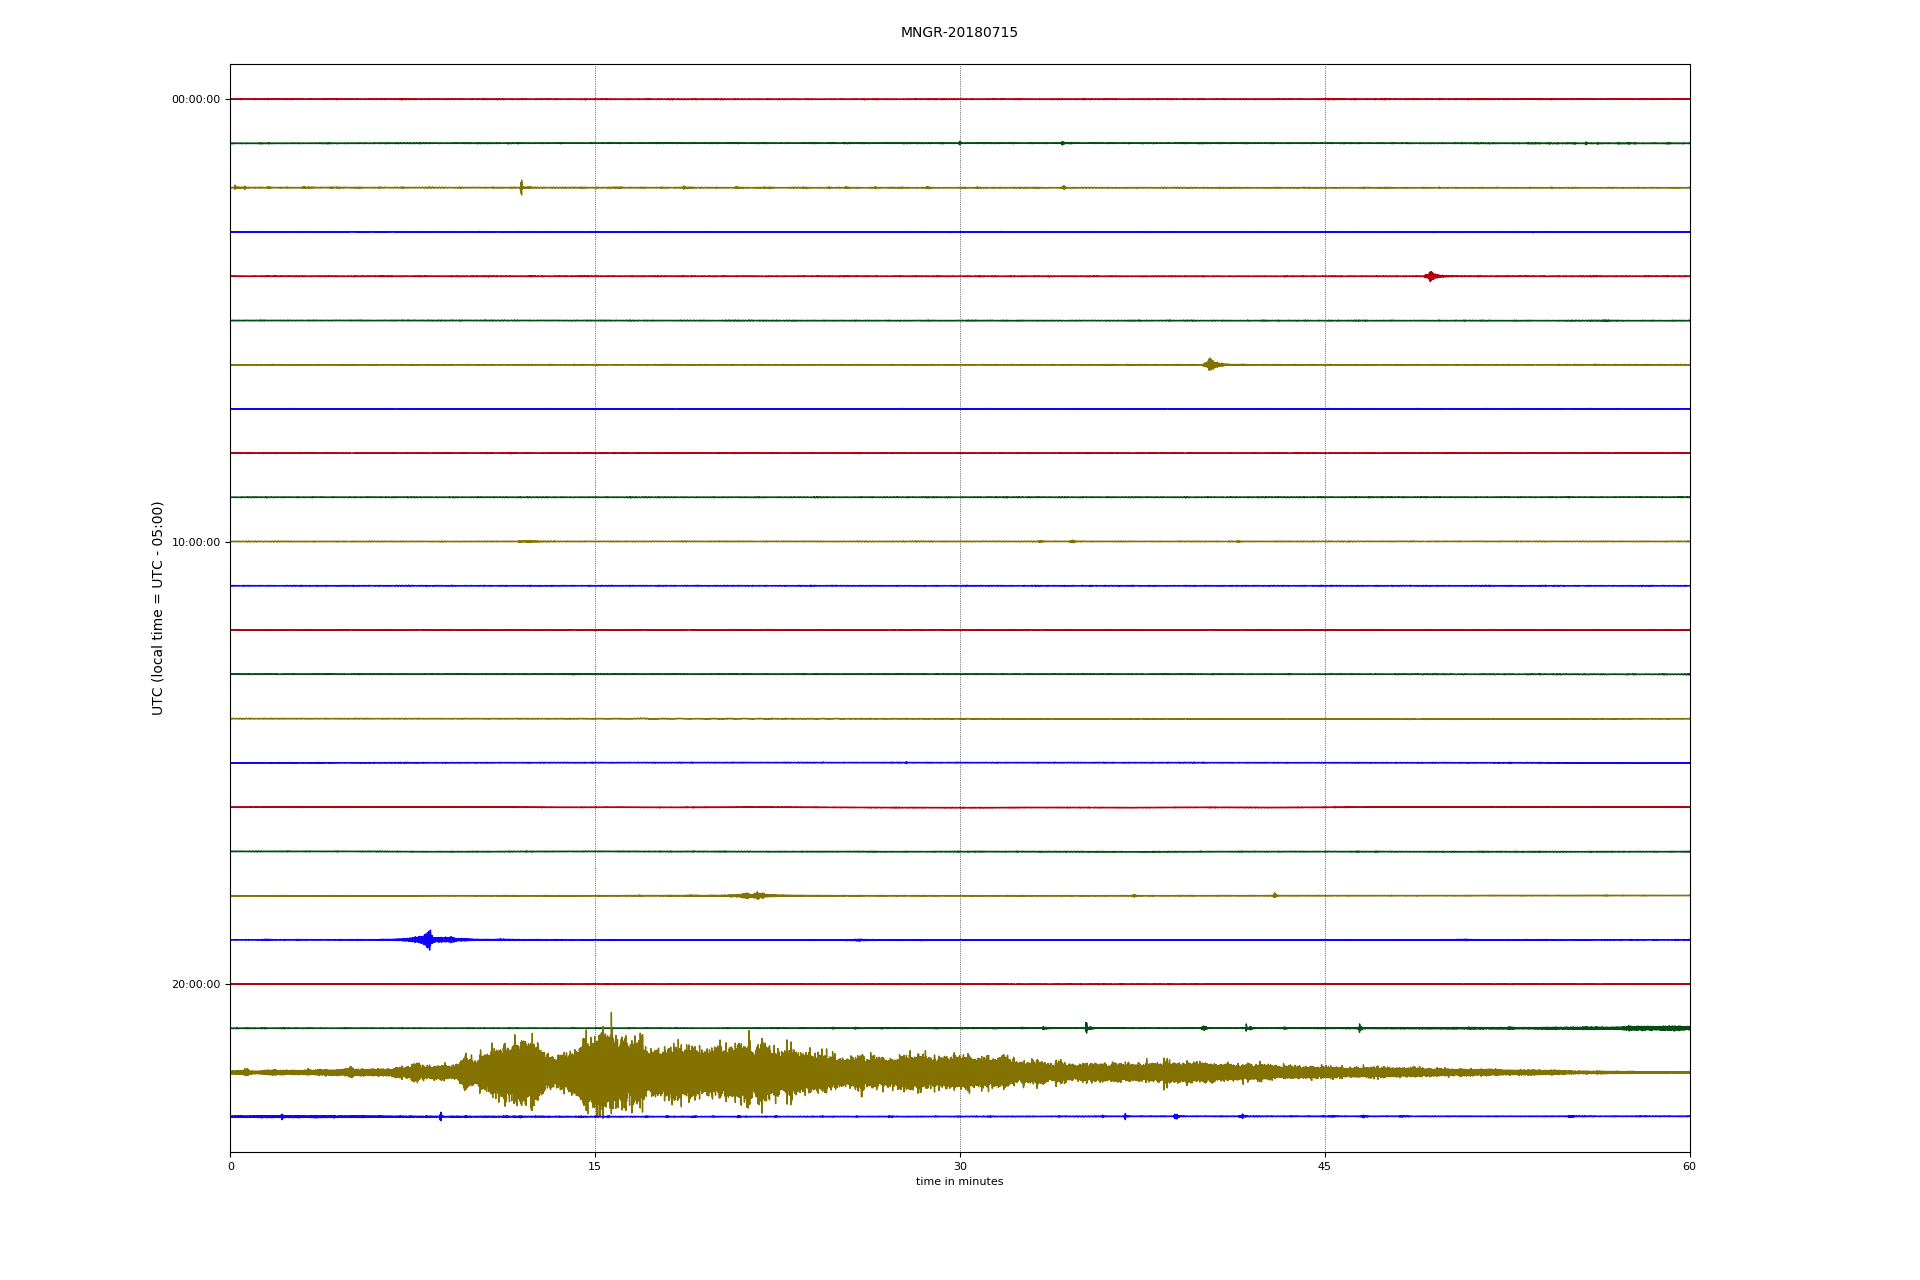 MNGR-20180715
00:00:00
10:00:00
20:00:00
UTC (local time = UTC - 05:00)
0 15 30 45 60
time in minutes